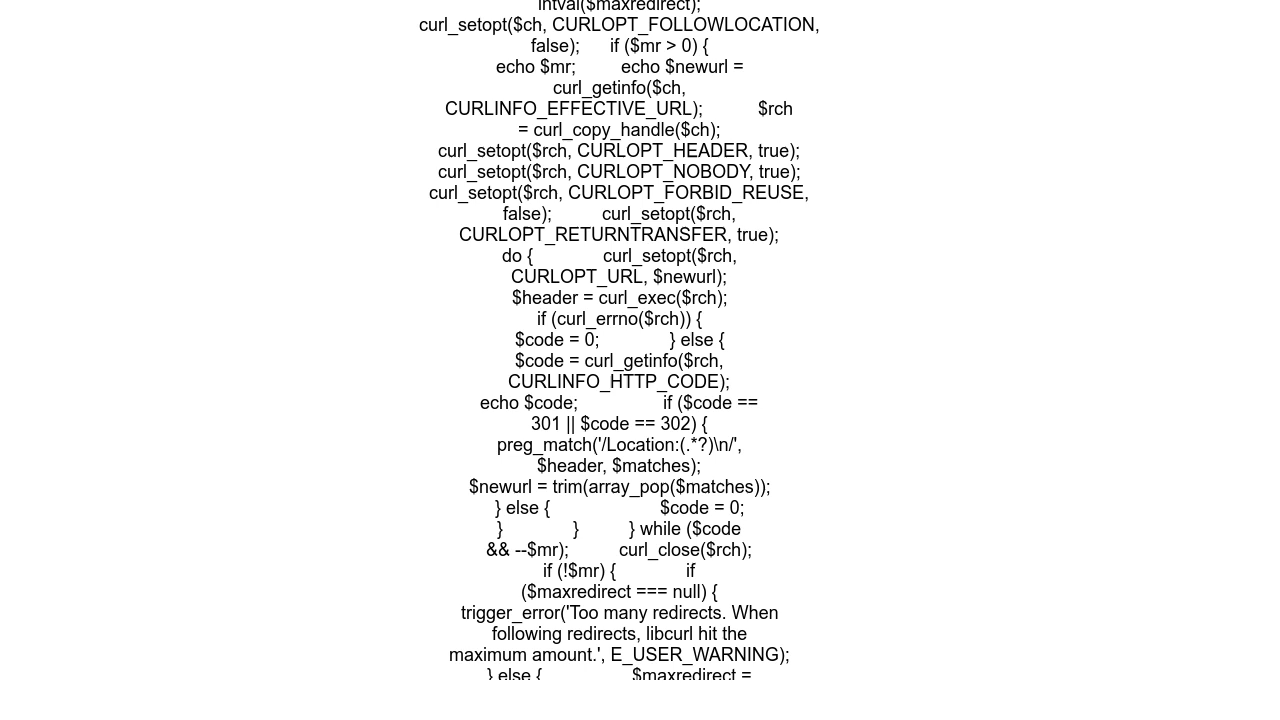 intval($maxredirect);
curl_setopt($ch, CURLOPT_FOLLOWLOCATION,
false);      if ($mr > 0) {
echo $mr;         echo $newurl =
curl_getinfo($ch,
CURLINFO_EFFECTIVE_URL);           $rch
= curl_copy_handle($ch);
curl_setopt($rch, CURLOPT_HEADER, true);
curl_setopt($rch, CURLOPT_NOBODY, true);
curl_setopt($rch, CURLOPT_FORBID_REUSE,
false);          curl_setopt($rch,
CURLOPT_RETURNTRANSFER, true);
do {              curl_setopt($rch,
CURLOPT_URL, $newurl);
$header = curl_exec($rch);
if (curl_errno($rch)) {
$code = 0;              } else {
$code = curl_getinfo($rch,
CURLINFO_HTTP_CODE);
echo $code;                 if ($code ==
301 || $code == 302) {
preg_match('/Location:(.*?)\n/',
$header, $matches);
$newurl = trim(array_pop($matches));
} else {                      $code = 0;
}              }          } while ($code
&& --$mr);          curl_close($rch);
if (!$mr) {              if
($maxredirect === null) {
trigger_error('Too many redirects. When
following redirects, libcurl hit the
maximum amount.', E_USER_WARNING);
} else {                  $maxredirect =